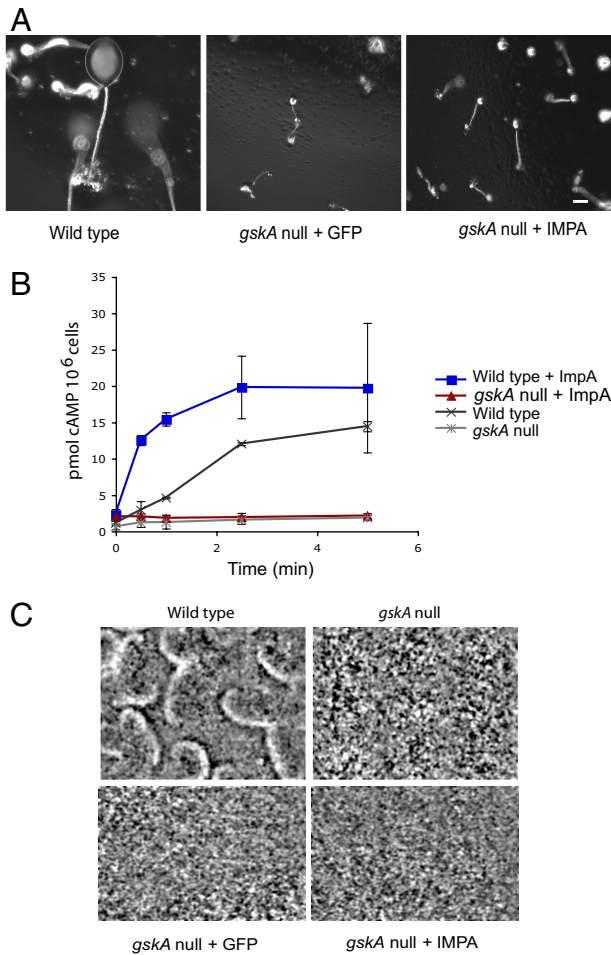 A
Wild type
gskA null + GFP
gskA null + IMPA
B
pmol cAMP 10⁶ cells
35
30
25
20
15
10
5
0
0
2
4
6
Time (min)
Wild type + ImpA
gskA null + ImpA
Wild type
gskA null
C
Wild type
gskA null
gskA null + GFP
gskA null + IMPA